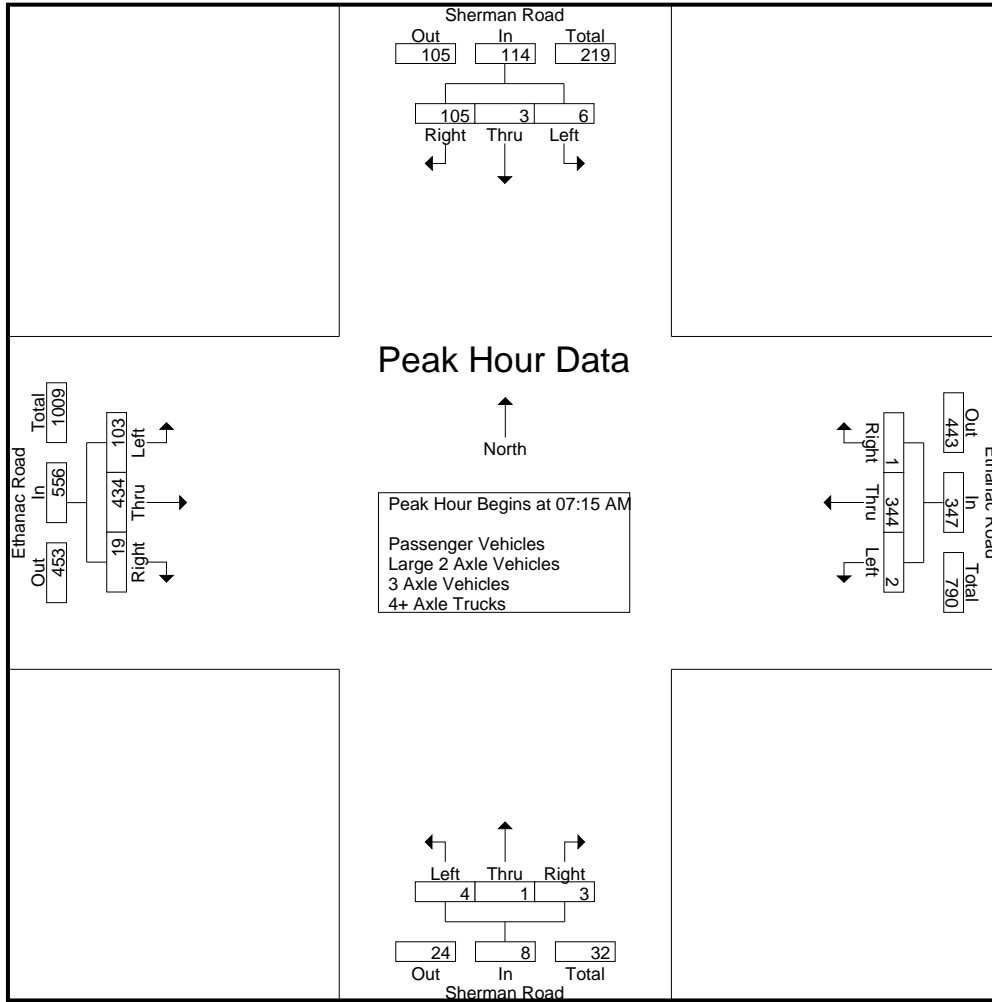 Sherman Road
Out In Total
105 114 219
105 3 6
Right Thru Left
Peak Hour Data
North
Peak Hour Begins at 07:15 AM
Passenger Vehicles
Large 2 Axle Vehicles
3 Axle Vehicles
4+ Axle Trucks
Ethanac Road
Out In Total
453 556 1009
19 434 103
Right Thru Left
Ethanac Road
Out In Total
443 347 790
1 344 2
Right Thru Left
Left Thru Right
4 1 3
24 8 32
Out In Total
Sherman Road